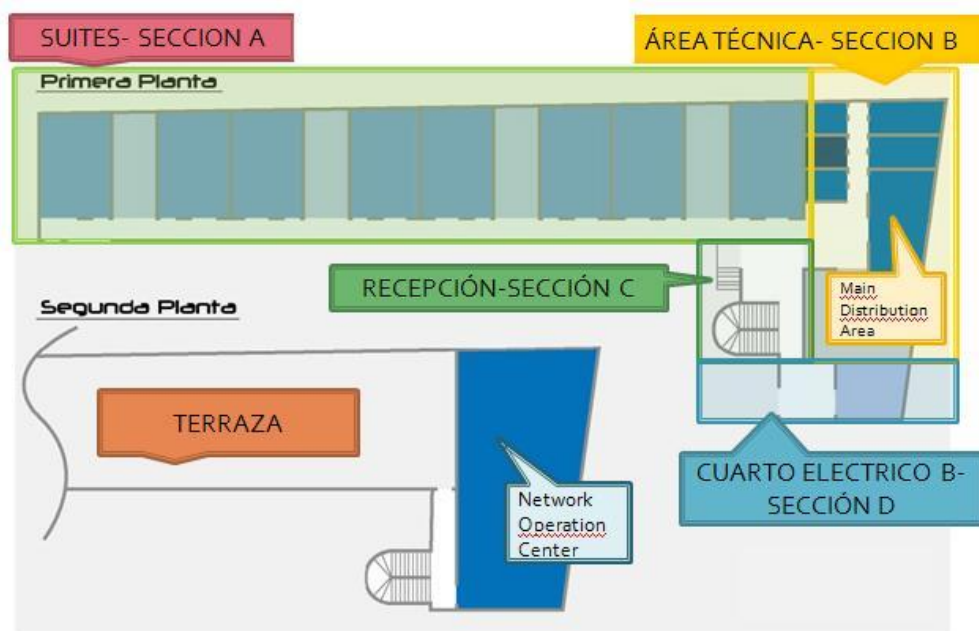 SUITES- SECCION A
ÁREA TÉCNICA- SECCION B
Primera Planta
RECEPCIÓN-SECCIÓN C
Main
Distribution
Area
Segunda Planta
TERRAZA
CUARTO ELECTRICO B-
SECCIÓN D
Network
Operation
Center